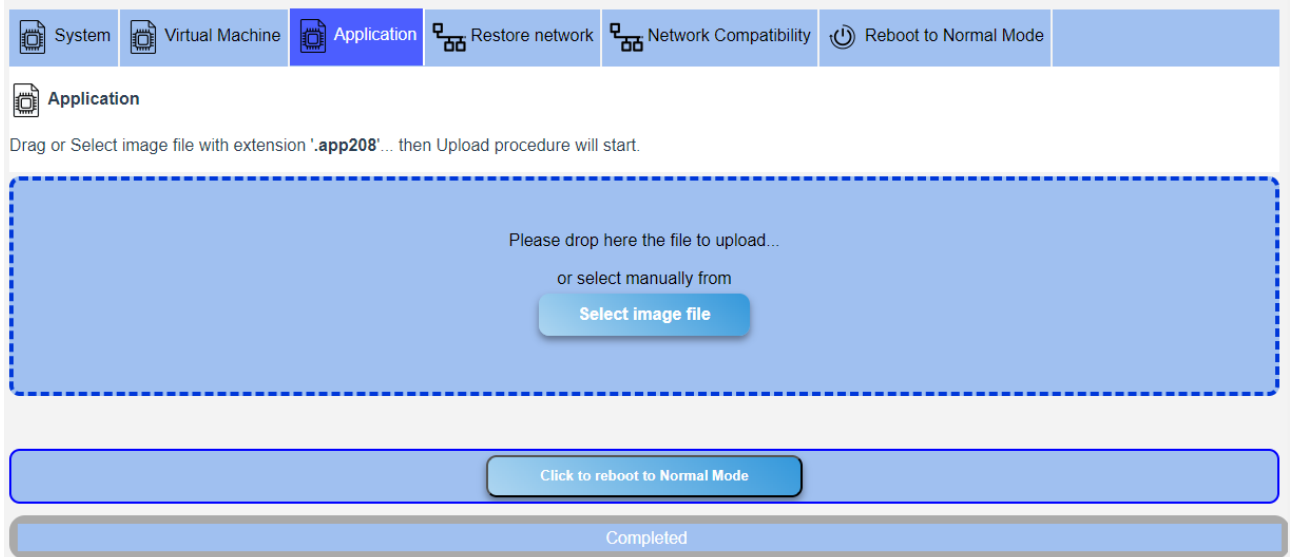 System Virtual Machine Application Restore network Network Compatibility Reboot to Normal Mode
Application
Drag or Select image file with extension '.app208'... then Upload procedure will start.
Please drop here the file to upload...
or select manually from
Select image file
Click to reboot to Normal Mode
Completed